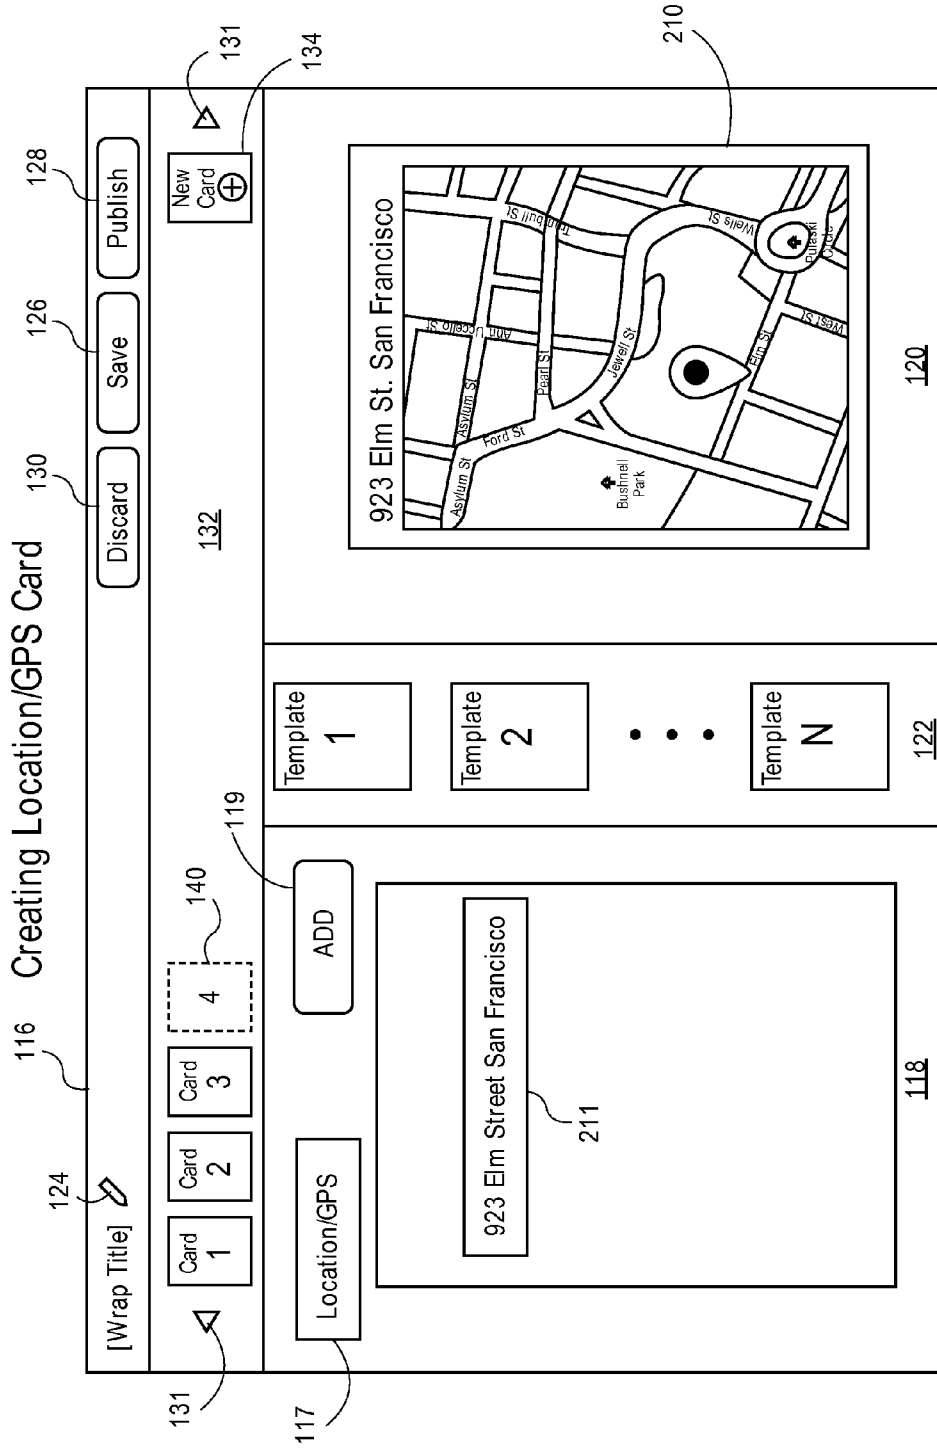 Creating Location/GPS Card
116
124
130
126
128
131
134
[Wrap Title]
Discard
Save
Publish
131
Card
1
Card
2
Card
3
4
140
132
New
Card
117
Location/GPS
ADD
119
923 Elm Street San Francisco
211
118
Template
1
Template
2
Template
N
122
923 Elm St. San Francisco
Asylum St
Asylum St
Ann Uccello St
Trumbull St
Ford St
Pearl St
Jewell St
Wells St
Bushnell
Park
Elm St
West St
Pulaski
Circle
210
120